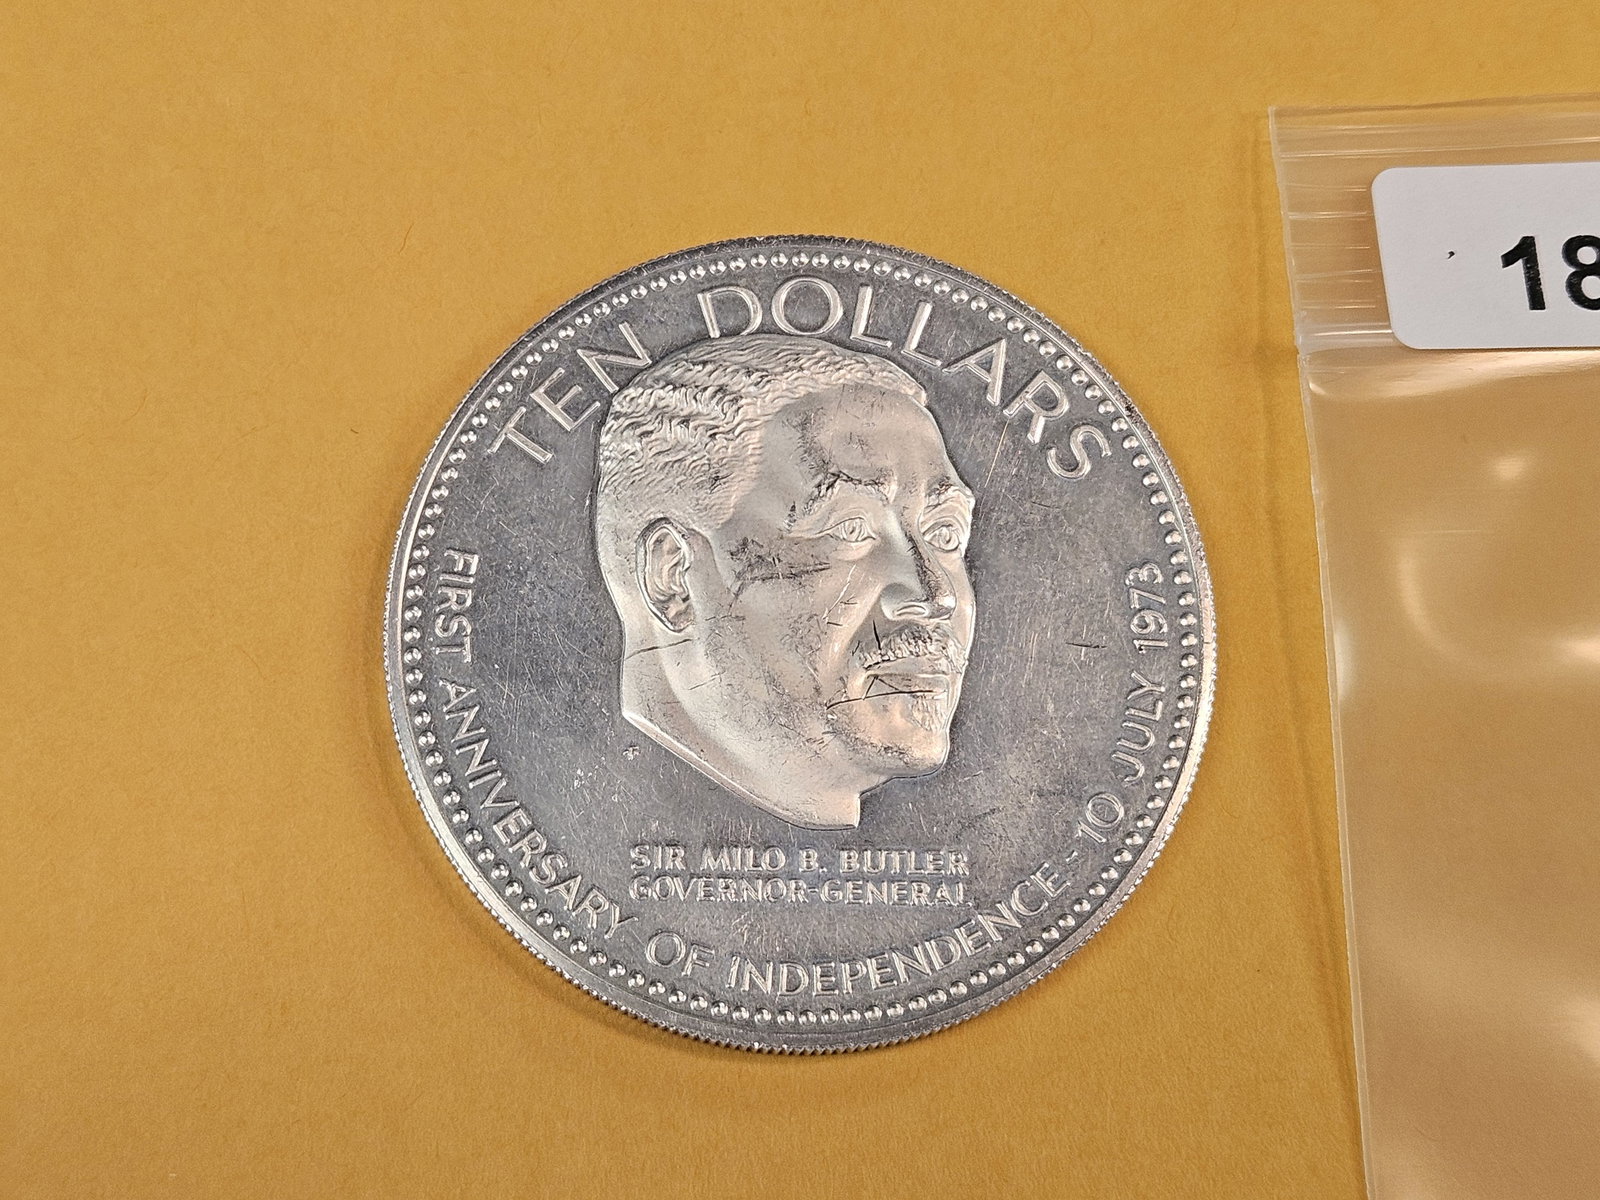 TEN DOLLARS
SIR MILO B. BUTLER
GOVERNOR-GENERAL
FIRST ANNIVERSARY OF INDEPENDENCE - 10 JULY 1973
18